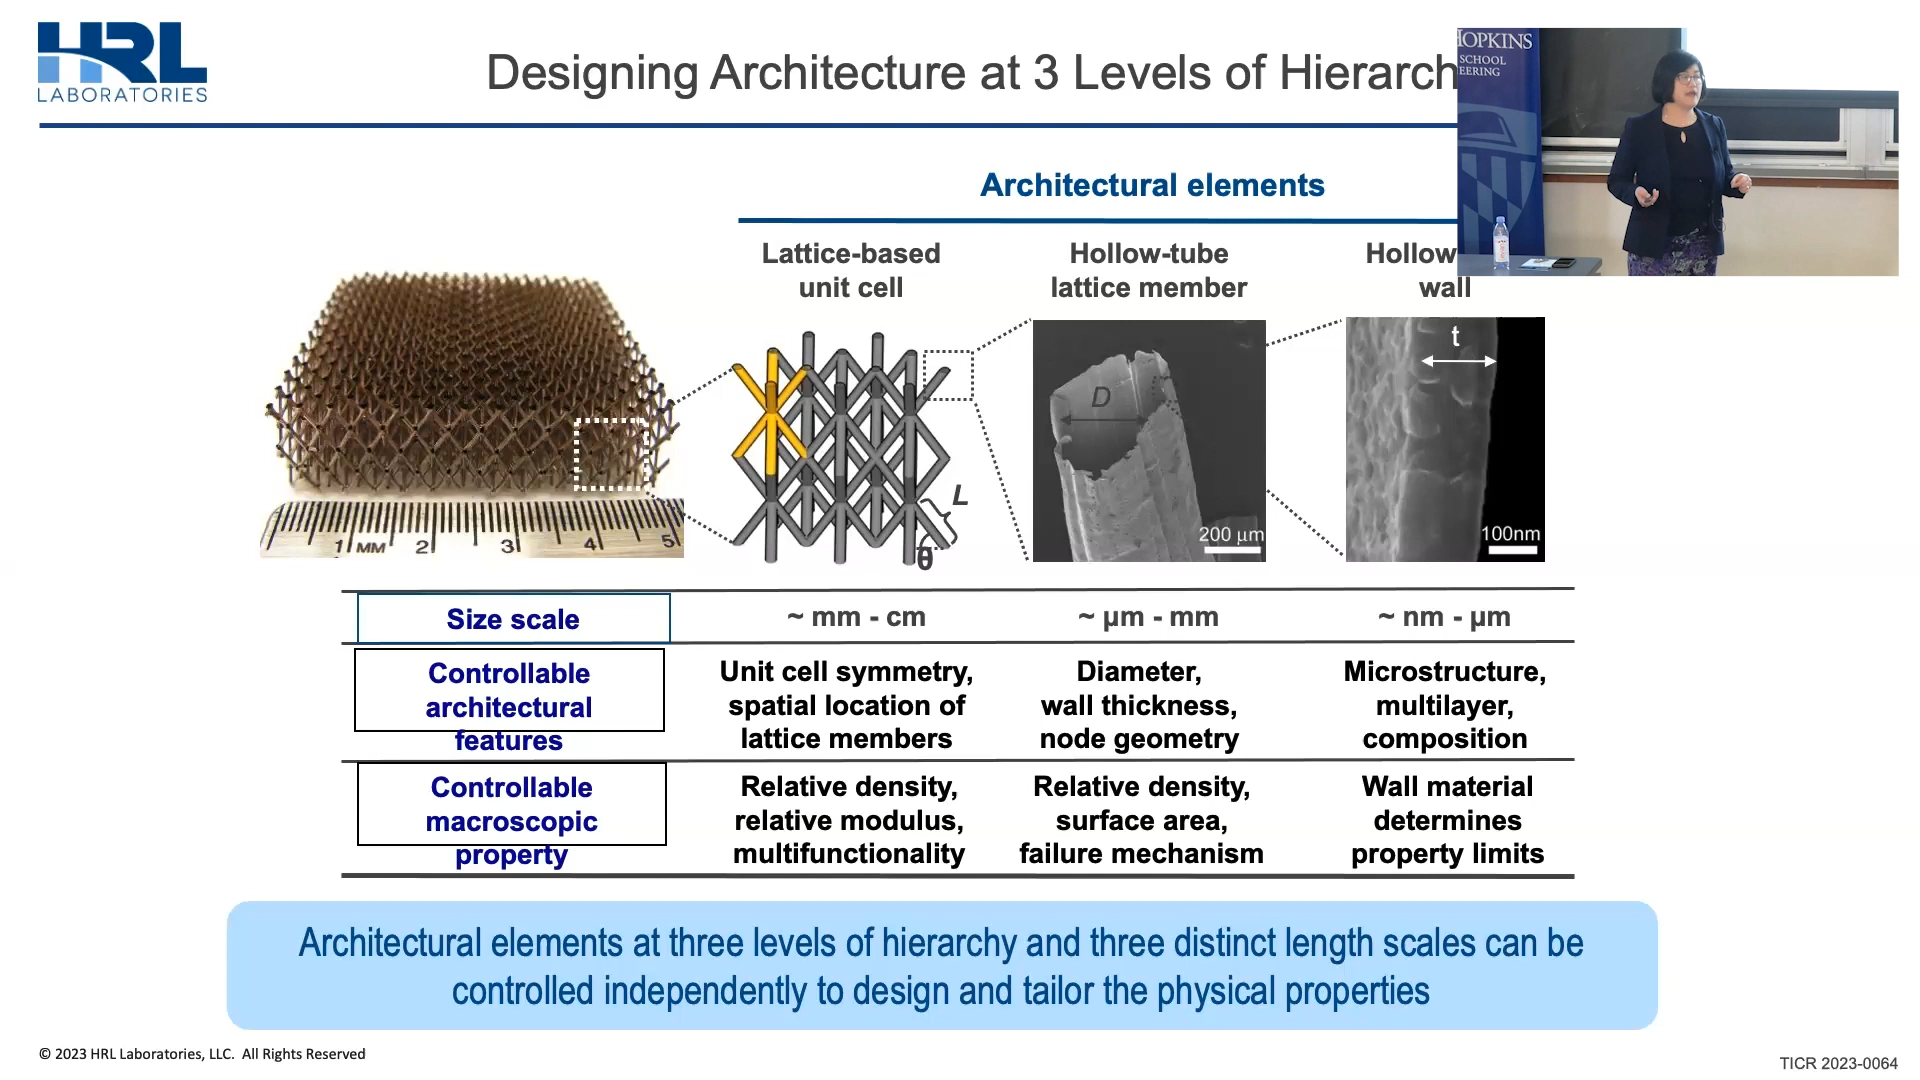 HRL
LABORATORIES
Designing Architecture at 3 Levels of Hierarch
HOPKINS
SCHOOL
EERING
Architectural elements
Lattice-based
unit cell
Hollow-tube
lattice member
Hollow
wall
L
θ
D
200 µm
t
100nm
1 MM 2 3 4 5
Size scale
~ mm - cm
~ µm - mm
~ nm - µm
Controllable
architectural
features
Unit cell symmetry,
spatial location of
lattice members
Diameter,
wall thickness,
node geometry
Microstructure,
multilayer,
composition
Controllable
macroscopic
property
Relative density,
relative modulus,
multifunctionality
Relative density,
surface area,
failure mechanism
Wall material
determines
property limits
Architectural elements at three levels of hierarchy and three distinct length scales can be
controlled independently to design and tailor the physical properties
© 2023 HRL Laboratories, LLC. All Rights Reserved
TICR 2023-0064